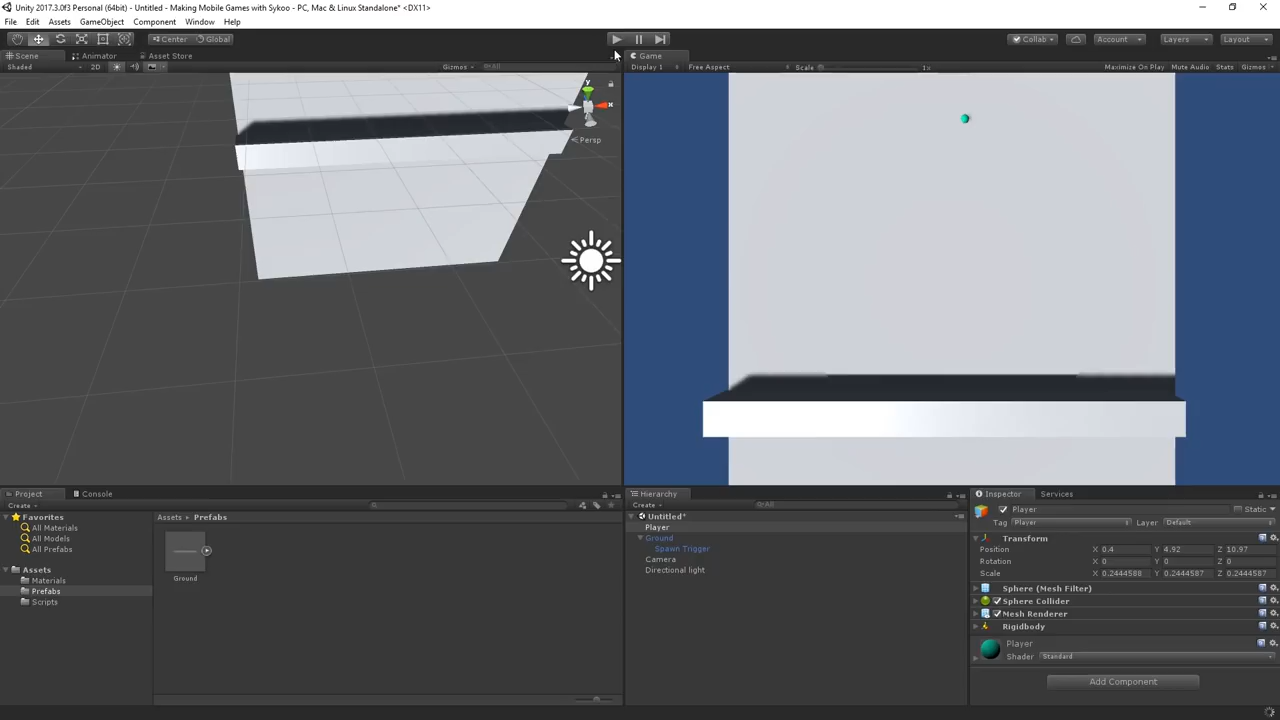 Unity 2017.3.0f3 Personal (64bit) - Untitled - Making Mobile Games with Sykoo - PC, Mac & Linux Standalone* <DX11>
File Edit Assets GameObject Component Window Help
Center Global Collab Account Layers Layout
Scene Animator Asset Store Game
Shaded 2D Gizmos All Display 1 Free Aspect Scale 1x Maximize On Play Mute Audio Stats Gizmos
y
x
Persp
Project Console Hierarchy Inspector Services
Create Create All
Favorites
All Materials
All Models
All Prefabs
Assets
Materials
Prefabs
Scripts
Assets Prefabs
Ground
Untitled*
Player
Ground
Spawn Trigger
Camera
Directional light
Player Static
Tag Player Layer Default
Transform
Position X 0.4 Y 4.92 Z 10.97
Rotation X 0 Y 0 Z 0
Scale X 0.2444588 Y 0.2444587 Z 0.2444587
Sphere (Mesh Filter)
Sphere Collider
Mesh Renderer
Rigidbody
Player
Shader Standard
Add Component